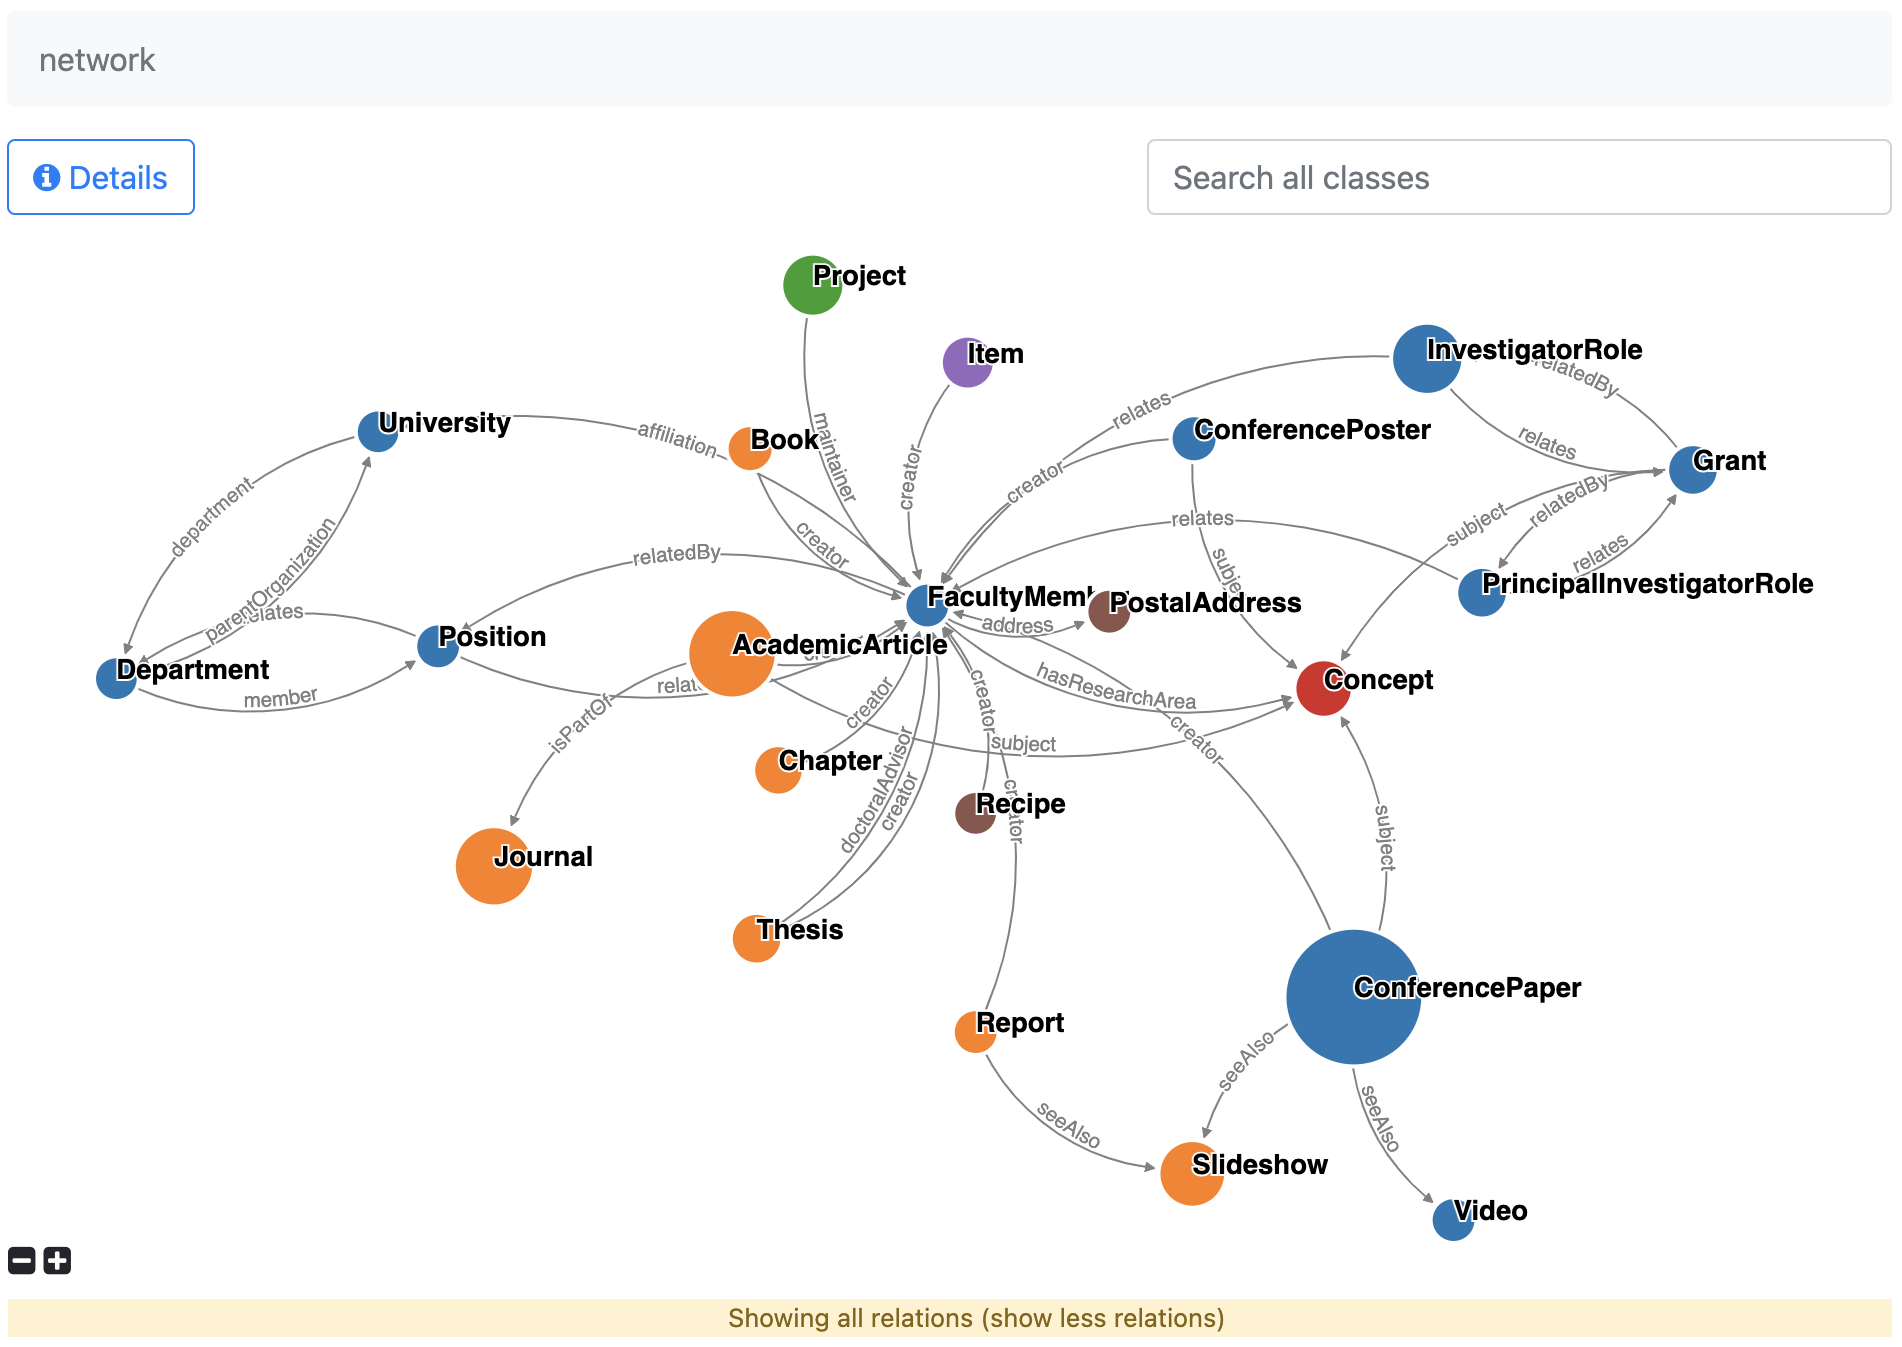 network
Details
Search all classes
Project
Item
InvestigatorRole
relatedBy
relates
University
affiliation
Book
maintainer
creator
ConferencePoster
relates
Grant
creator
department
creator
subject
relatedBy
relates
parentOrganization
relatedBy
relates
PrincipalInvestigatorRole
relates
FacultyMemb
PostalAddress
address
Position
AcademicArticle
Department
member
hasResearchArea
Concept
isPartOf
creator
creator
subject
creator
Chapter
doctoralAdvisor
creator
Recipe
creator
subject
Journal
Thesis
ConferencePaper
Report
seeAlso
seeAlso
seeAlso
Slideshow
Video
Showing all relations (show less relations)